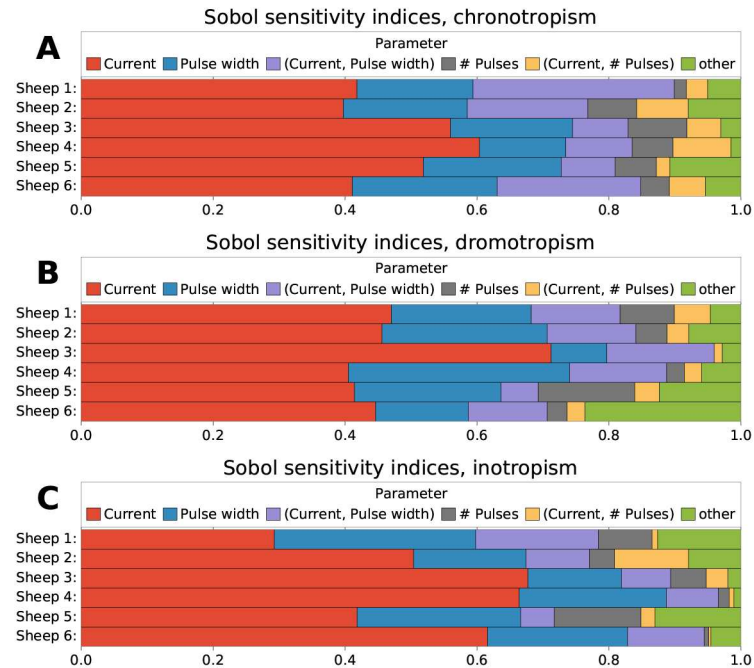 Sobol sensitivity indices, chronotropism
A
Parameter
Current Pulse width (Current, Pulse width) # Pulses (Current, # Pulses) other
Sheep 1:
Sheep 2:
Sheep 3:
Sheep 4:
Sheep 5:
Sheep 6:
0.0 0.2 0.4 0.6 0.8 1.0
Sobol sensitivity indices, dromotropism
B
Parameter
Current Pulse width (Current, Pulse width) # Pulses (Current, # Pulses) other
Sheep 1:
Sheep 2:
Sheep 3:
Sheep 4:
Sheep 5:
Sheep 6:
0.0 0.2 0.4 0.6 0.8 1.0
Sobol sensitivity indices, inotropism
C
Parameter
Current Pulse width (Current, Pulse width) # Pulses (Current, # Pulses) other
Sheep 1:
Sheep 2:
Sheep 3:
Sheep 4:
Sheep 5:
Sheep 6:
0.0 0.2 0.4 0.6 0.8 1.0